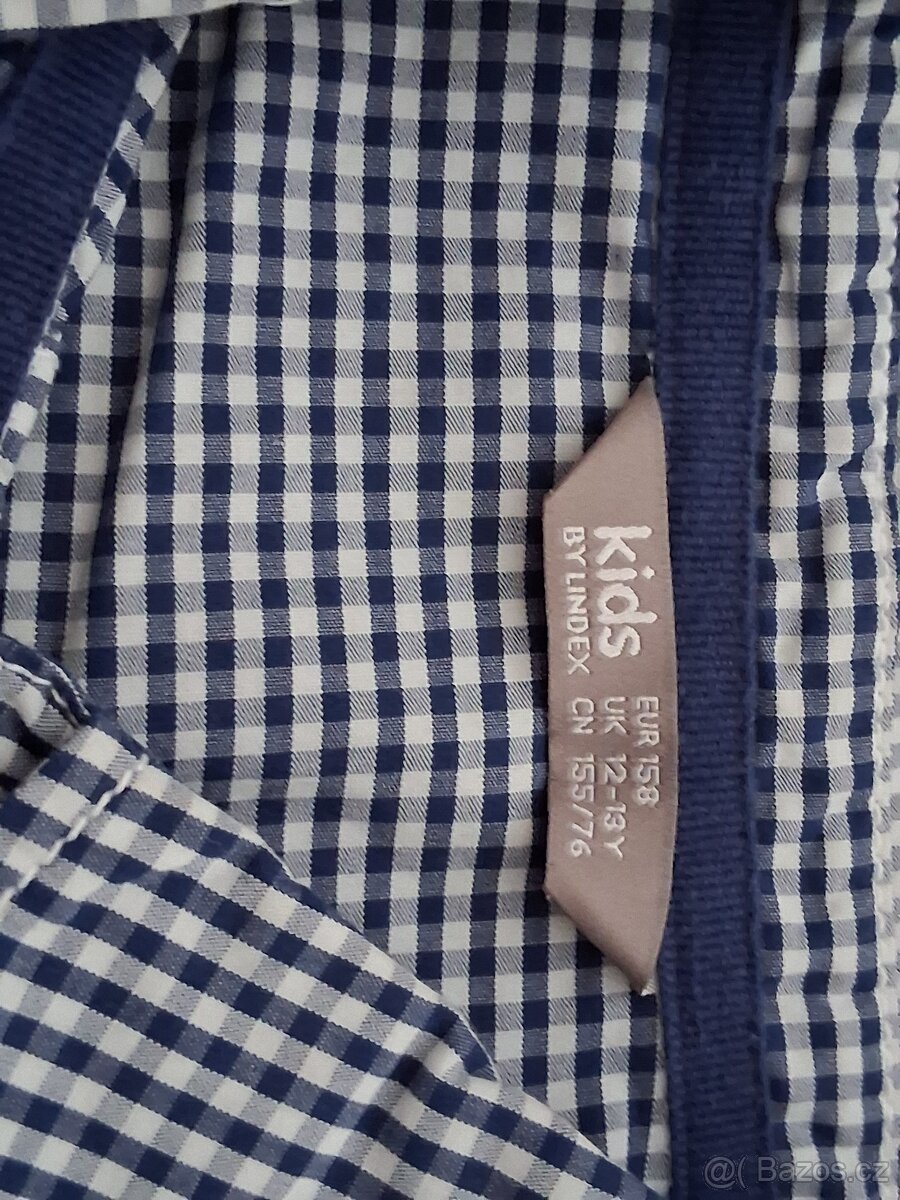 kids
BY LINDEX
EUR 158
UK 12-13Y
CN 155/76
@( Bazos.cz